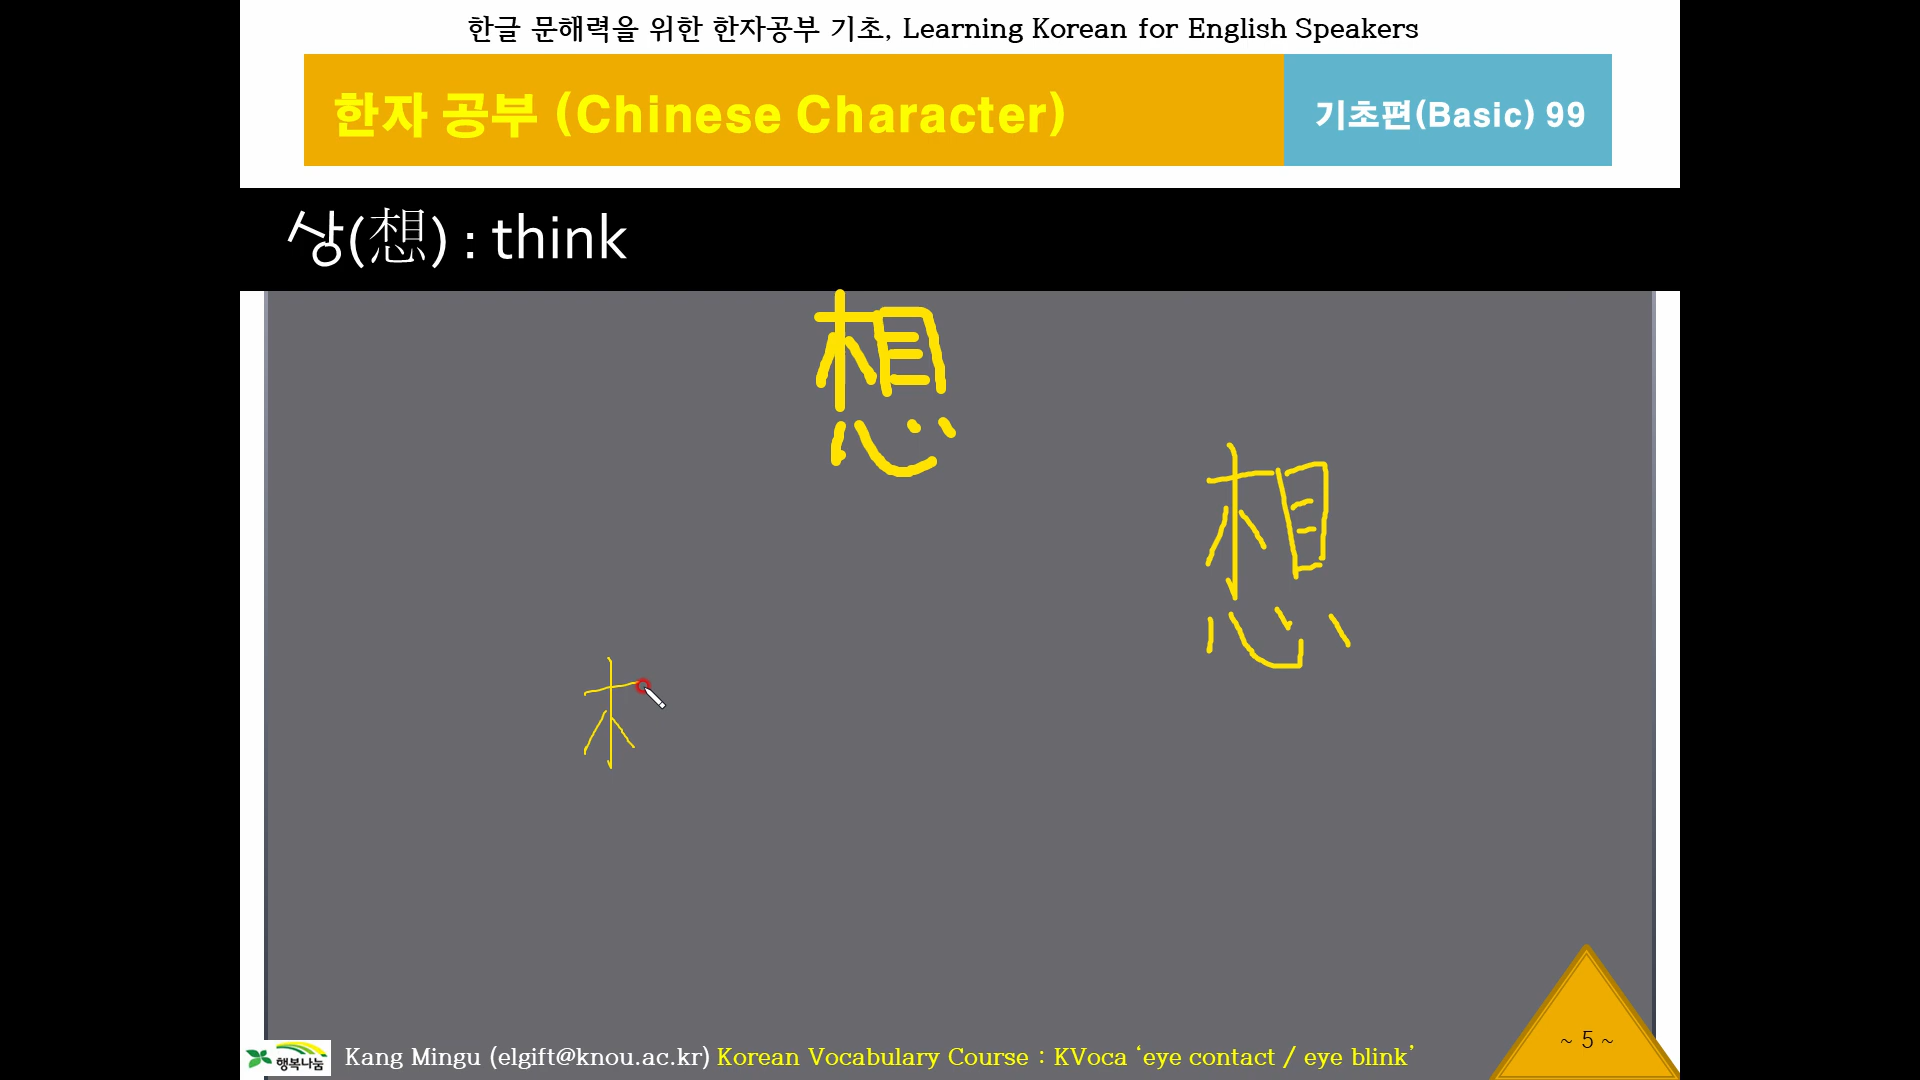 한글 문해력을 위한 한자공부 기초, Learning Korean for English Speakers
한자 공부 (Chinese Character)
기초편(Basic) 99
상(想) : think
想
想
木
~ 5 ~
행복나눔
Kang Mingu (elgift@knou.ac.kr) Korean Vocabulary Course : KVoca ‘eye contact / eye blink’